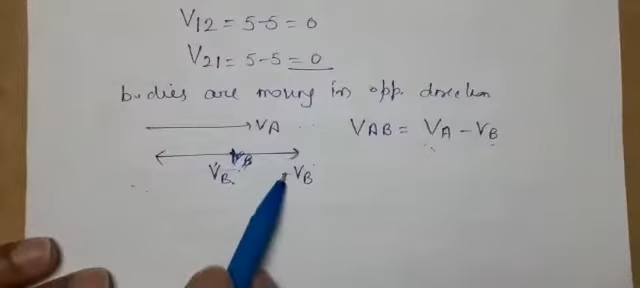 V12 = 5-5 = 0
V21 = 5-5 = 0
bodies are moving in opp. direction
VA VAB = VA - VB
VB
VB -VB